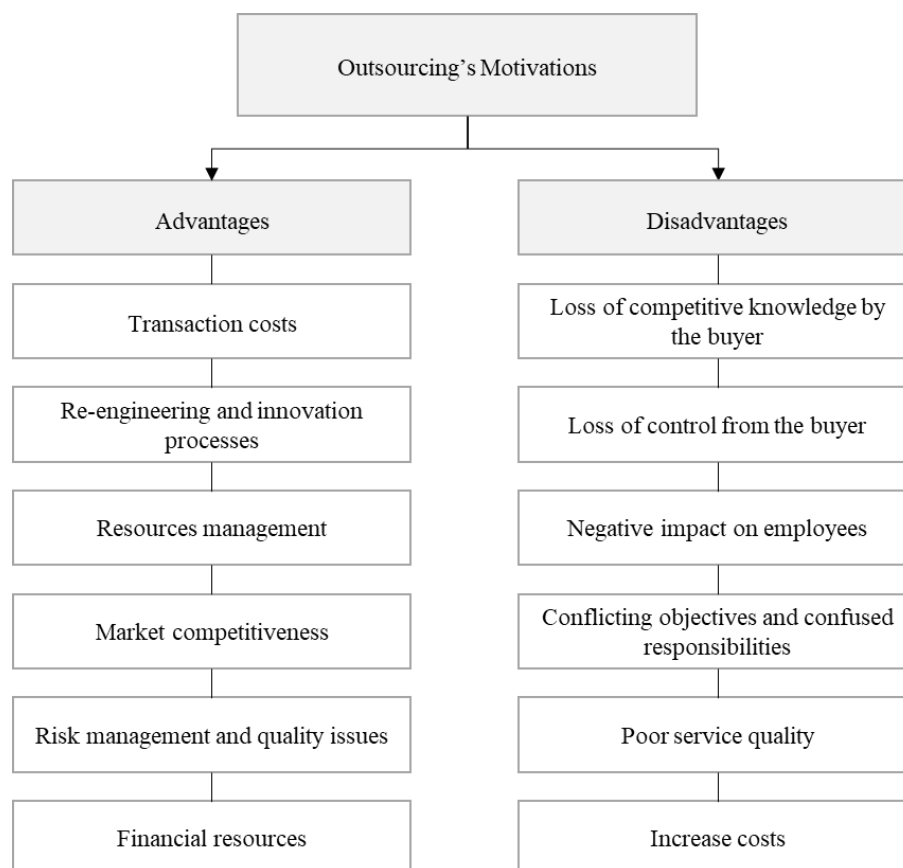 Outsourcing’s Motivations
Advantages
Transaction costs
Re-engineering and innovation
processes
Resources management
Market competitiveness
Risk management and quality issues
Financial resources
Disadvantages
Loss of competitive knowledge by
the buyer
Loss of control from the buyer
Negative impact on employees
Conflicting objectives and confused
responsibilities
Poor service quality
Increase costs